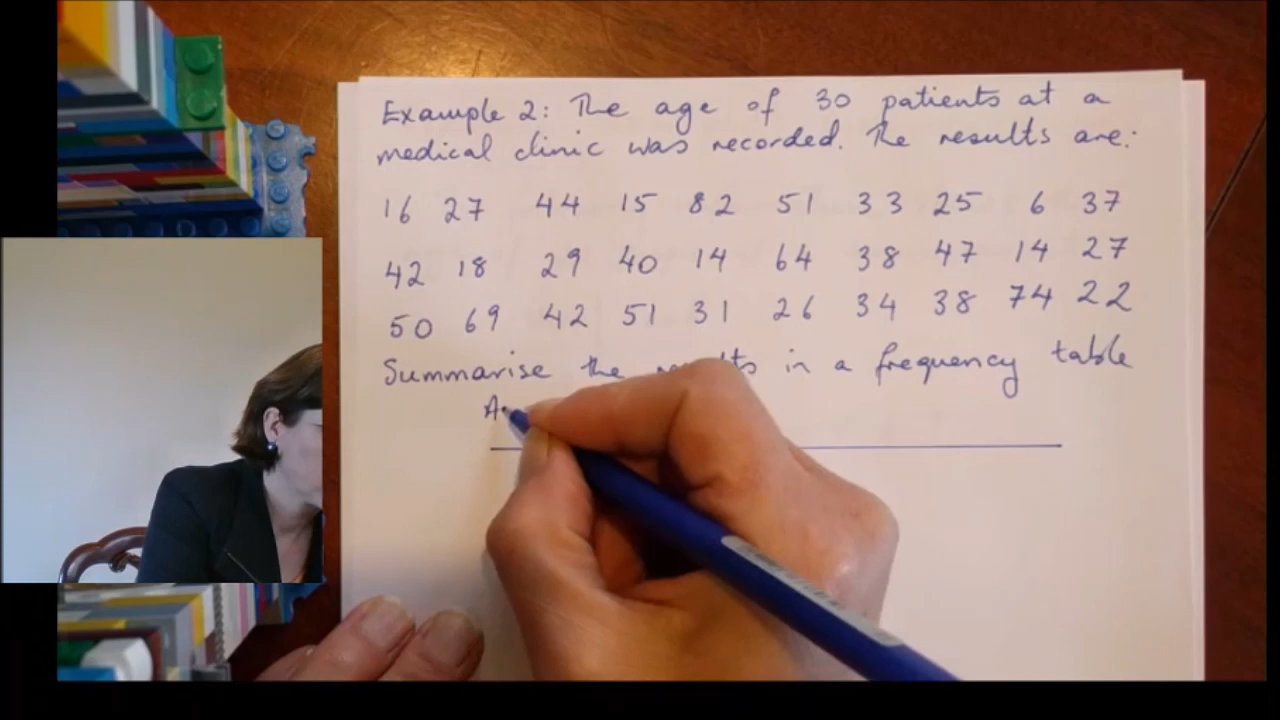 Example 2: The age of 30 patients at a
medical clinic was recorded. The results are:
16 27 44 15 82 51 33 25 6 37
42 18 29 40 14 64 38 47 14 27
50 69 42 51 31 26 34 38 74 22
Summarise the in a frequency table